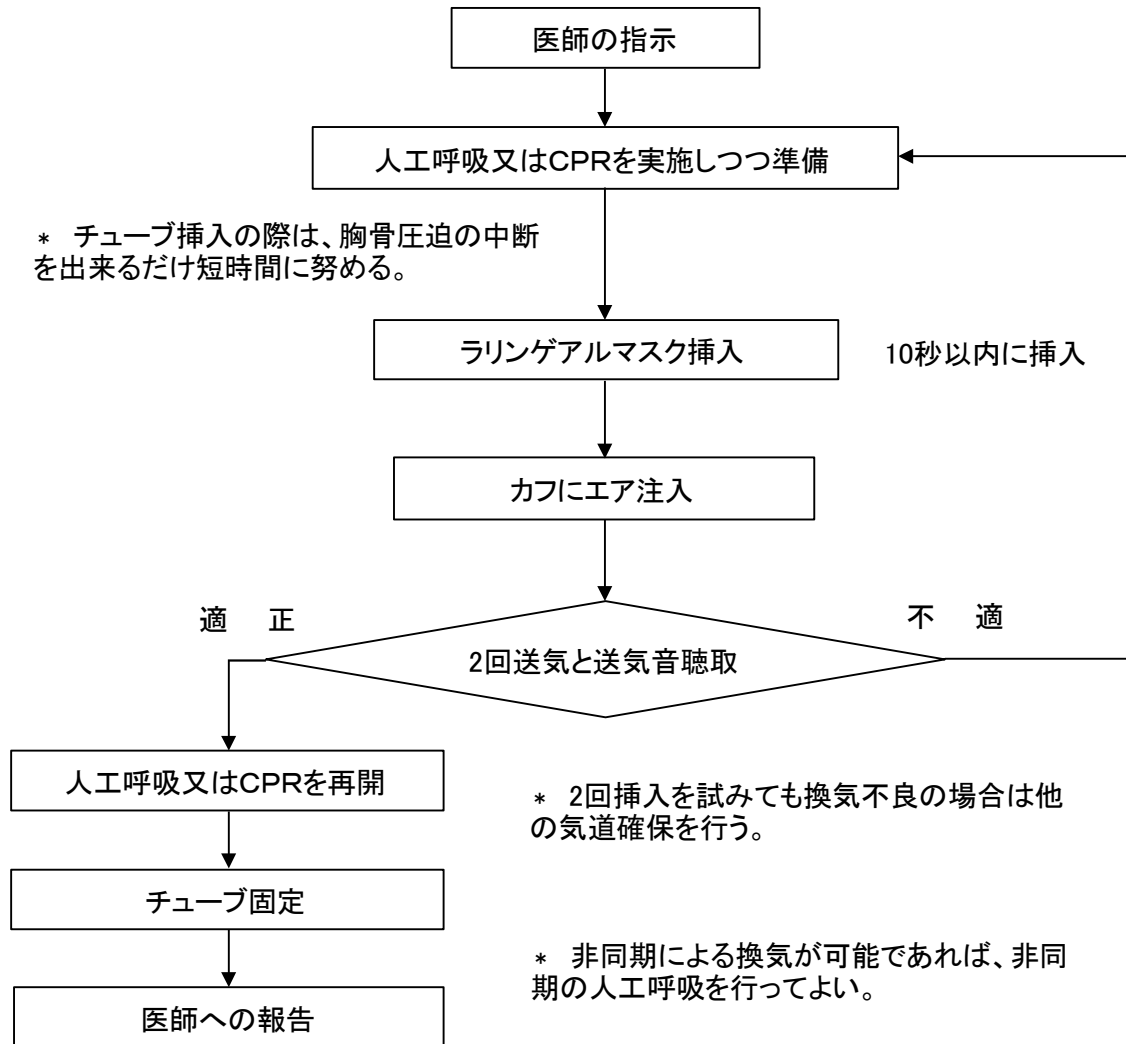 医師の指示
人工呼吸又はCPRを実施しつつ準備
* チューブ挿入の際は、胸骨圧迫の中断
を出来るだけ短時間に努める。
ラリンゲアルマスク挿入
10秒以内に挿入
カフにエア注入
適 正
不 適
2回送気と送気音聴取
人工呼吸又はCPRを再開
* 2回挿入を試みても換気不良の場合は他
の気道確保を行う。
チューブ固定
* 非同期による換気が可能であれば、非同
期の人工呼吸を行ってよい。
医師への報告